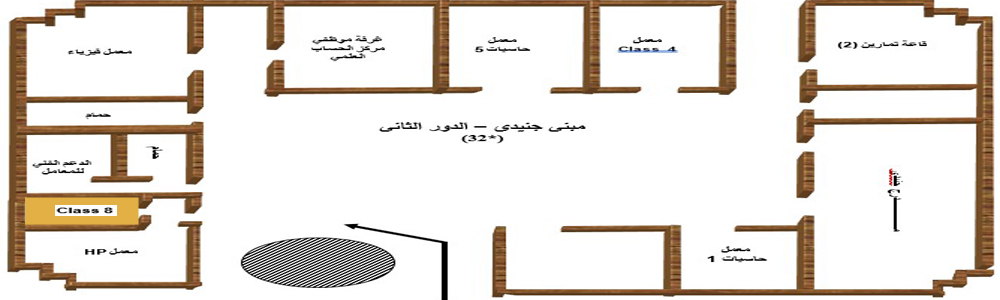 معمل فيزياء
غرفة موظفي
مركز الحساب
العلمي
معمل
حاسبات 5
معمل
Class 4
قاعة تمارين (2)
حمام
مبنى جنيدى – الدور الثانى
(32*)
الدعم الفني
للمعامل
Class 8
معمل HP
معمل
حاسبات 1